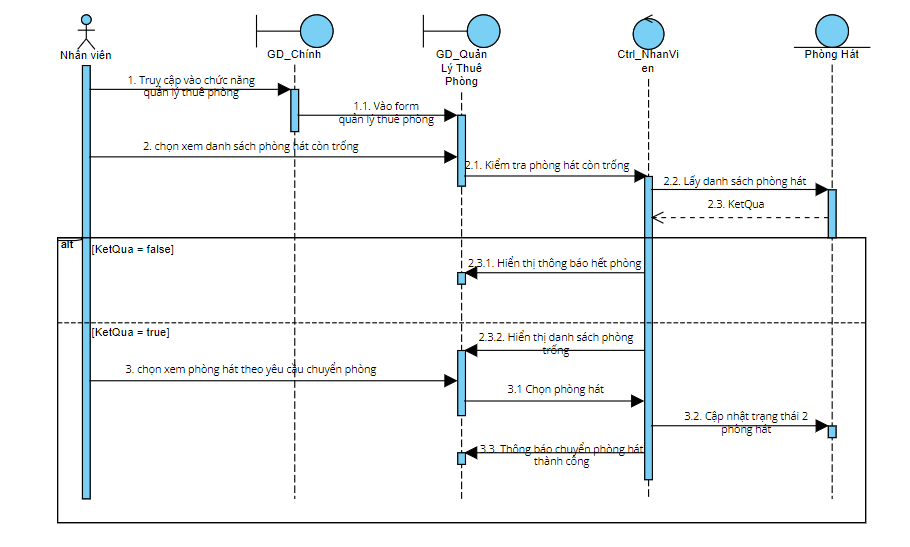 Nhân viên
GD_Chính
GD_Quản
Lý Thuê
Phòng
Ctrl_NhanVi
en
Phòng Hát
1. Truy cập vào chức năng
quản lý thuê phòng
1.1. Vào form
quản lý thuê phòng
2. chọn xem danh sách phòng hát còn trống
2.1. Kiểm tra phòng hát còn trống
2.2. Lấy danh sách phòng hát
2.3. KetQua
alt
[KetQua = false]
2.3.1. Hiển thị thông báo hết phòng
[KetQua = true]
2.3.2. Hiển thị danh sách phòng
trống
3. chọn xem phòng hát theo yêu cầu chuyển phòng
3.1 Chọn phòng hát
3.2. Cập nhật trạng thái 2
phòng hát
3.3. Thông báo chuyển phòng hát
thành công